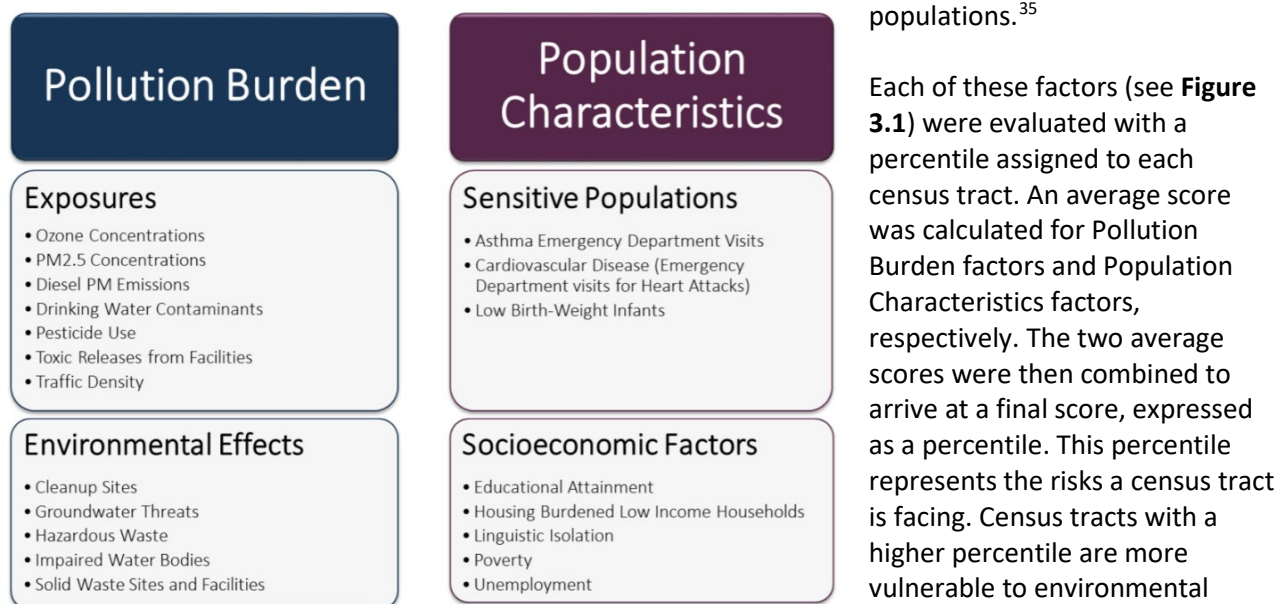 Pollution Burden
Exposures
• Ozone Concentrations
• PM2.5 Concentrations
• Diesel PM Emissions
• Drinking Water Contaminants
• Pesticide Use
• Toxic Releases from Facilities
• Traffic Density
Environmental Effects
• Cleanup Sites
• Groundwater Threats
• Hazardous Waste
• Impaired Water Bodies
• Solid Waste Sites and Facilities
Population
Characteristics
Sensitive Populations
• Asthma Emergency Department Visits
• Cardiovascular Disease (Emergency
Department visits for Heart Attacks)
• Low Birth-Weight Infants
Socioeconomic Factors
• Educational Attainment
• Housing Burdened Low Income Households
• Linguistic Isolation
• Poverty
• Unemployment
populations.³⁵
Each of these factors (see Figure
3.1) were evaluated with a
percentile assigned to each
census tract. An average score
was calculated for Pollution
Burden factors and Population
Characteristics factors,
respectively. The two average
scores were then combined to
arrive at a final score, expressed
as a percentile. This percentile
represents the risks a census tract
is facing. Census tracts with a
higher percentile are more
vulnerable to environmental